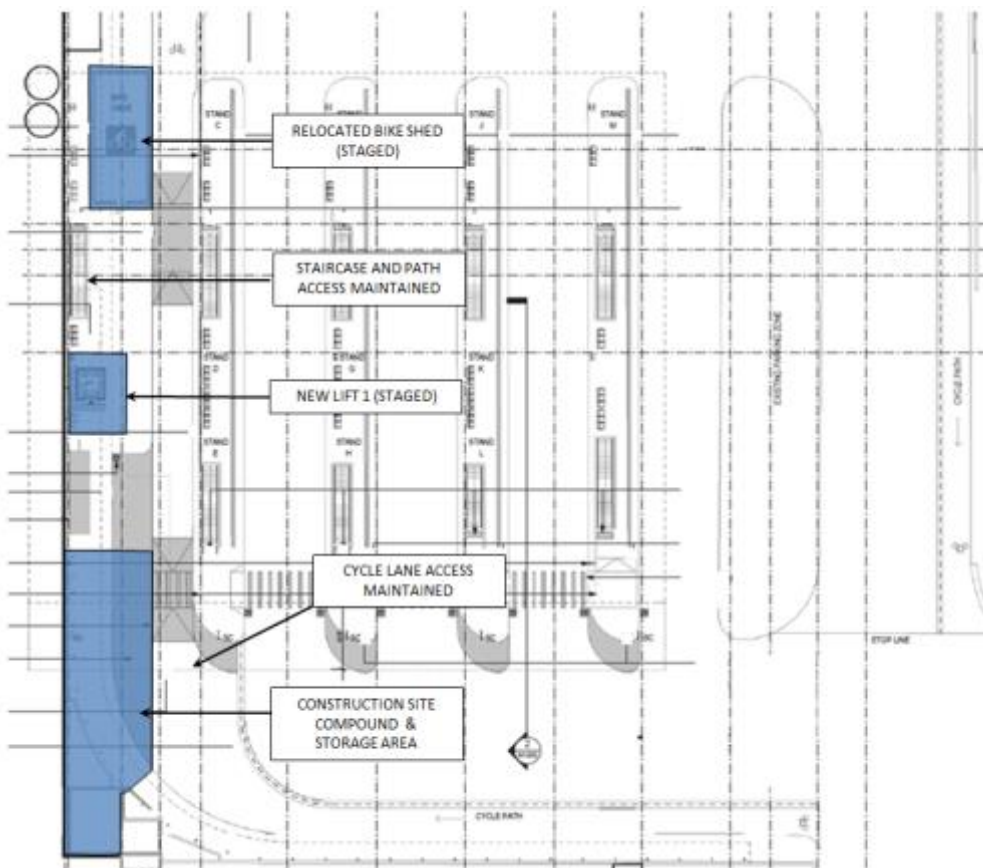 STAND
C
STAND
J
STAND
M
RELOCATED BIKE SHED
(STAGED)
STAIRCASE AND PATH
ACCESS MAINTAINED
EXISTING PARKING ZONE
CYCLE PATH
STAND
G
STAND
K
NEW LIFT 1 (STAGED)
STAND
E
STAND
H
STAND
L
CYCLE LANE ACCESS
MAINTAINED
STOP LINE
CONSTRUCTION SITE
COMPOUND &
STORAGE AREA
CYCLE PATH